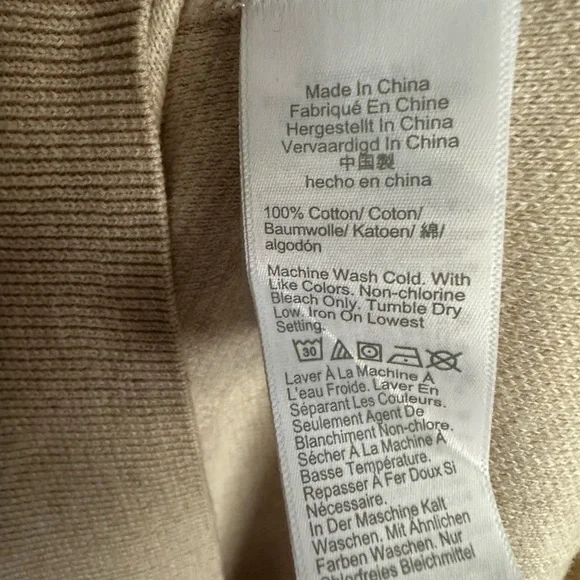 Made In China
Fabriqué En Chine
Hergestellt In China
Vervaardigd In China
中国製
hecho en china
100% Cotton/ Coton/
Baumwolle/ Katoen/ 綿/
algodón
Machine Wash Cold. With
Like Colors. Non-chlorine
Bleach Only. Tumble Dry
Low. Iron On Lowest
Setting.
30
Laver À La Machine À
L'eau Froide. Laver En
Séparant Les Couleurs.
Seulement Agent De
Blanchiment Non-chlore.
Sécher À La Machine À
Basse Température.
Repasser À Fer Doux Si
Nécessaire.
In Der Maschine Kalt
Waschen, Mit Ähnlichen
Farben Waschen. Nur
Chlofreies Bleichmittel